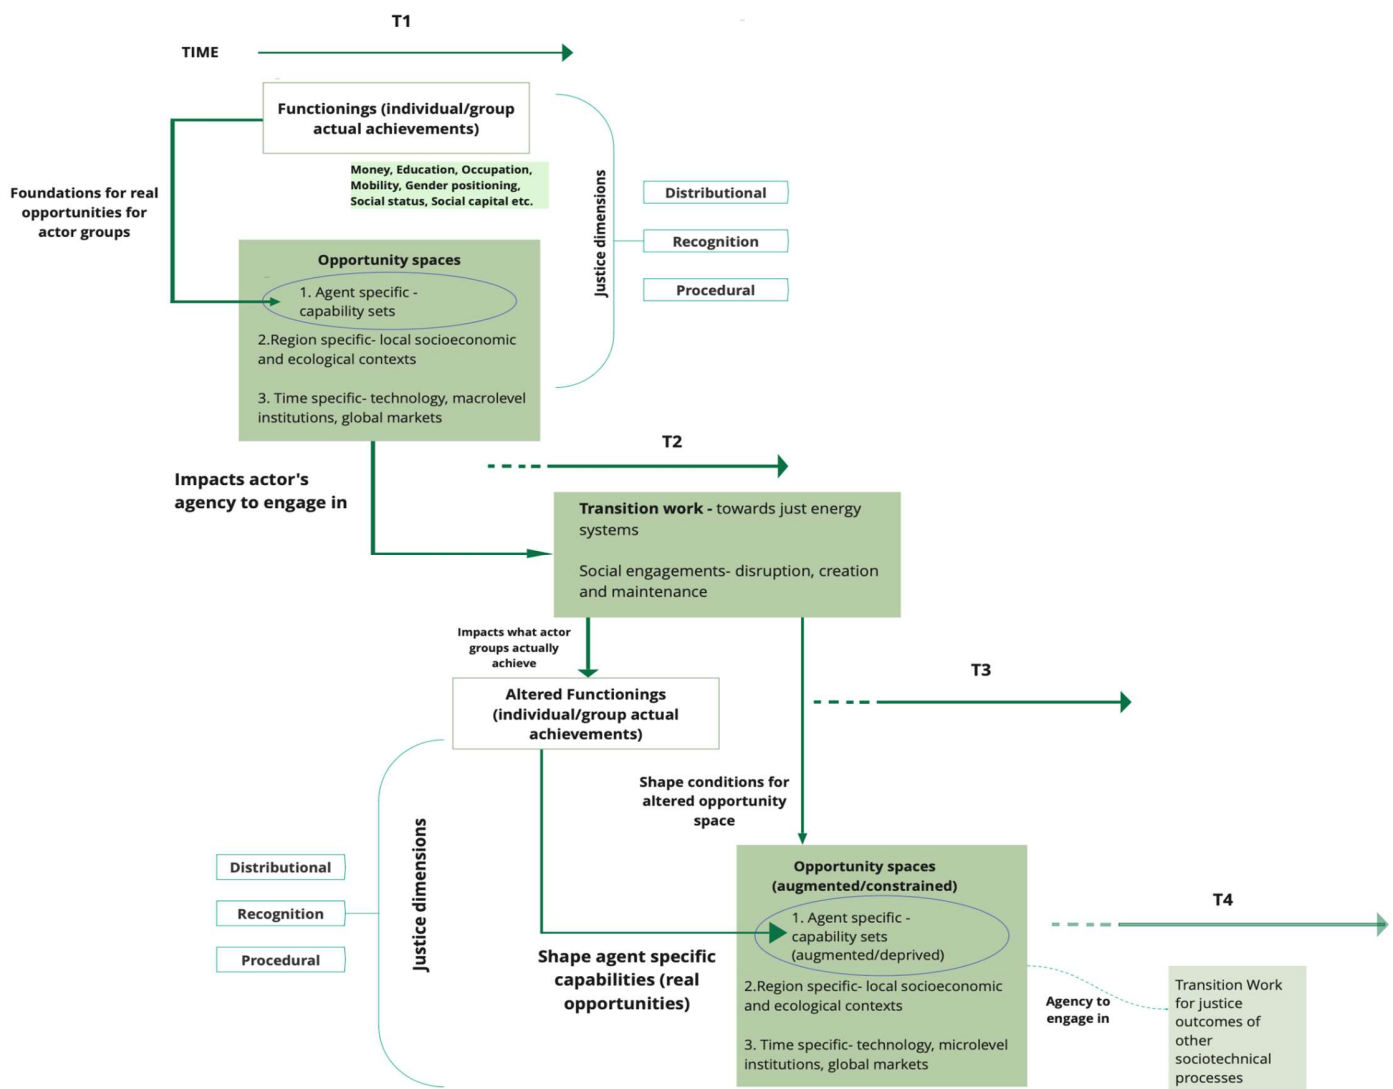 T1
TIME
Functionings (individual/group
actual achievements)
Money, Education, Occupation,
Mobility, Gender positioning,
Social status, Social capital etc.
Foundations for real
opportunities for
actor groups
Justice dimensions
Distributional
Recognition
Procedural
Opportunity spaces
1. Agent specific -
capability sets
2.Region specific- local socioeconomic
and ecological contexts
3. Time specific- technology, macrolevel
institutions, global markets
T2
Impacts actor's
agency to engage in
Transition work - towards just energy
systems
Social engagements- disruption, creation
and maintenance
Impacts what actor
groups actually
achieve
T3
Altered Functionings
(individual/group actual
achievements)
Shape conditions for
altered opportunity
space
Justice dimensions
Distributional
Recognition
Procedural
Opportunity spaces
(augmented/constrained)
1. Agent specific -
capability sets
(augmented/deprived)
2.Region specific- local socioeconomic
and ecological contexts
3. Time specific- technology, microlevel
institutions, global markets
Shape agent specific
capabilities (real
opportunities)
T4
Agency to
engage in
Transition Work
for justice
outcomes of
other
sociotechnical
processes